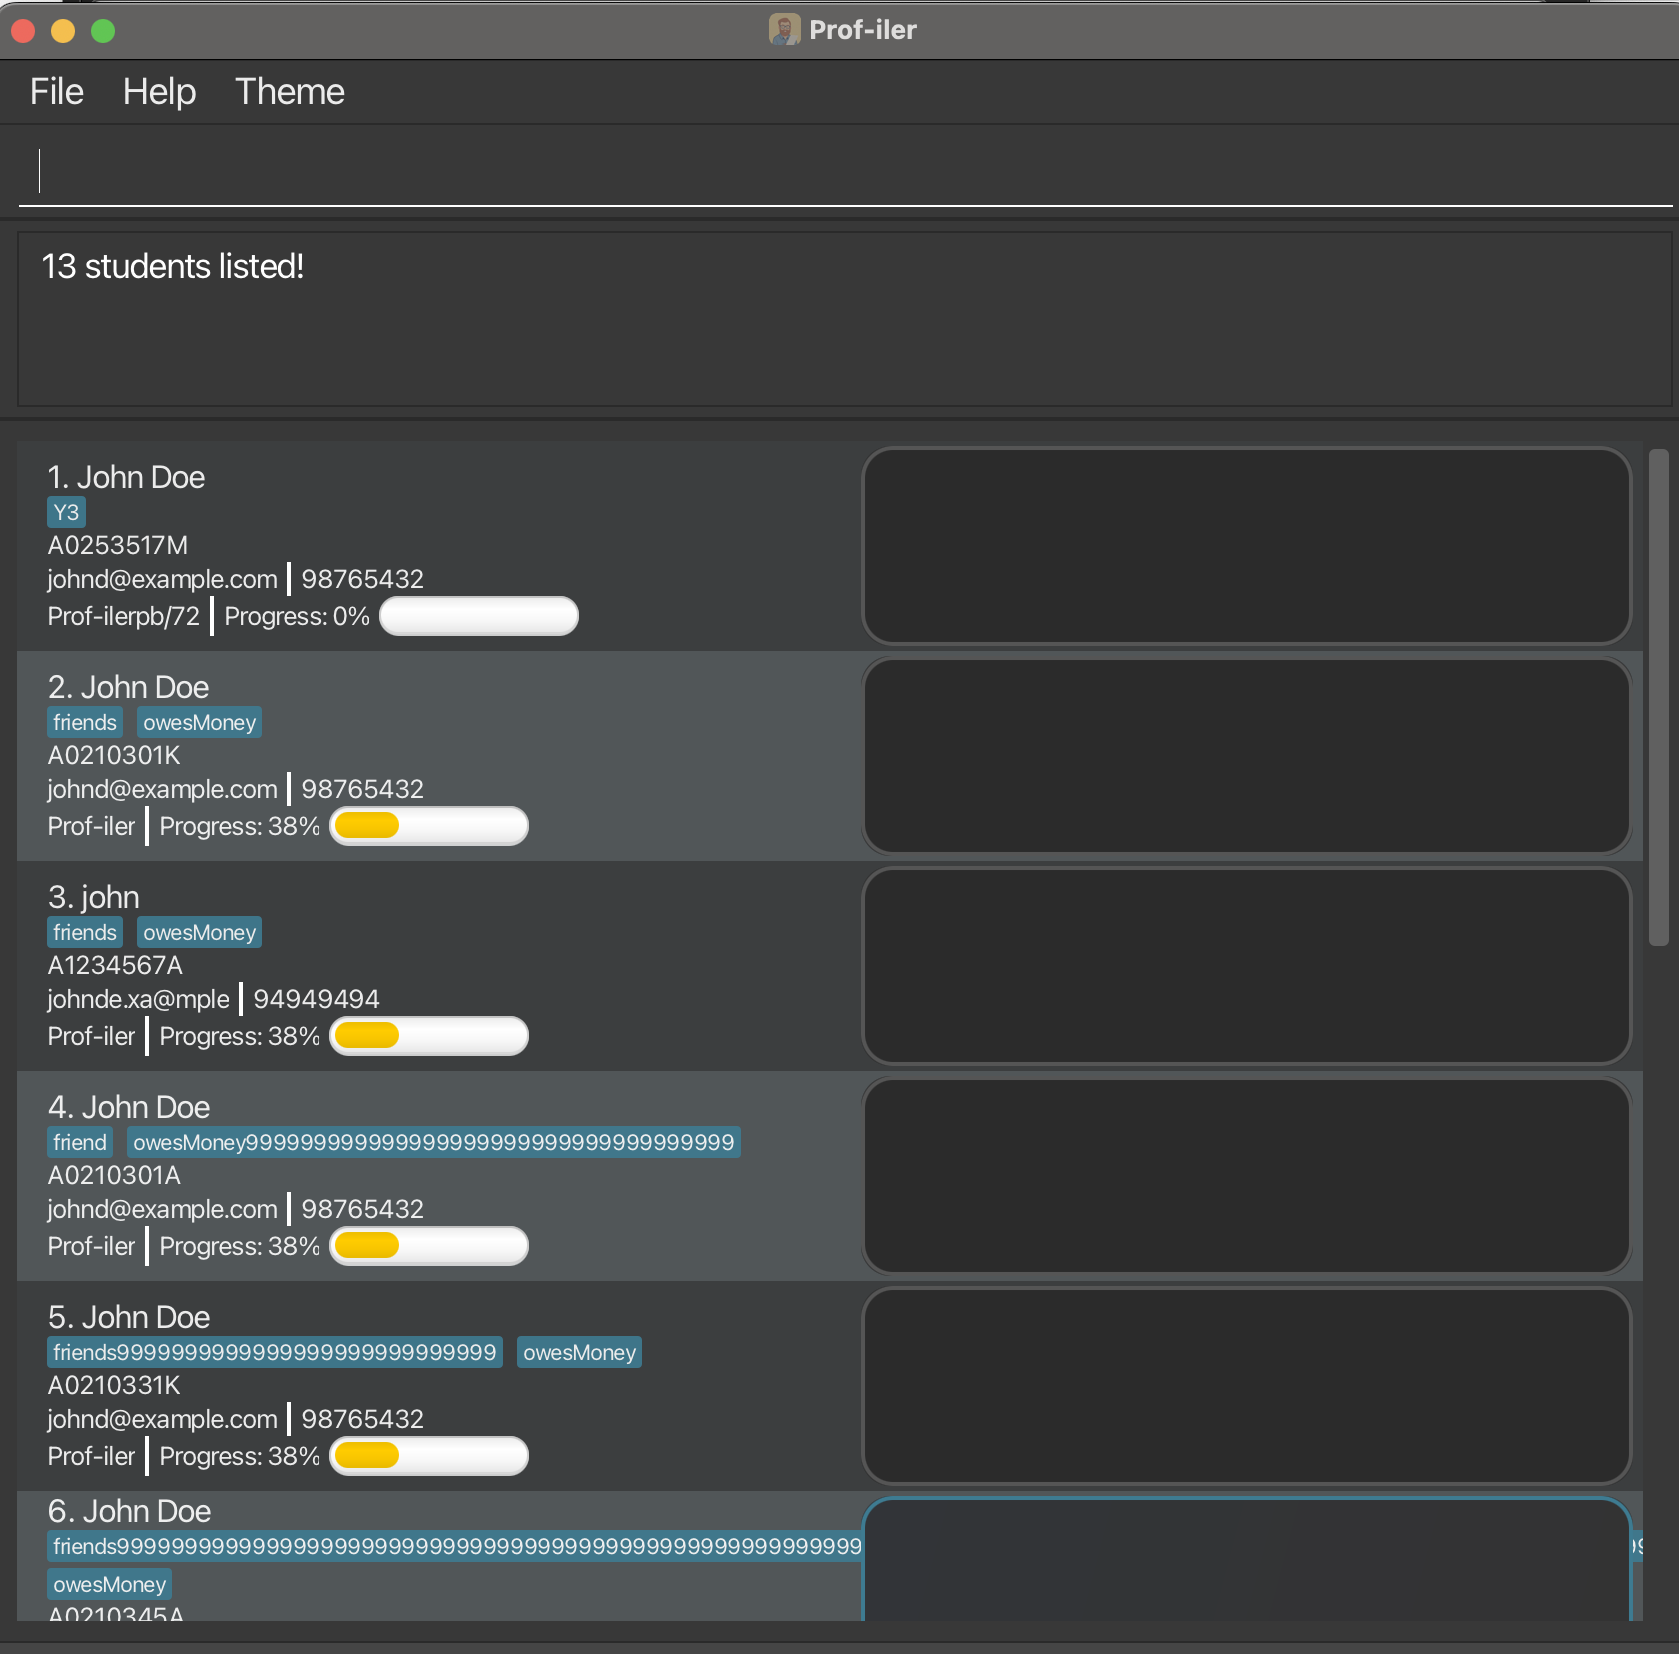 Prof-iler
File Help Theme
13 students listed!
1. John Doe
Y3
A0253517M
johnd@example.com 98765432
Prof-ilerpb/72 Progress: 0%
2. John Doe
friends owesMoney
A0210301K
johnd@example.com 98765432
Prof-iler Progress: 38%
3. john
friends owesMoney
A1234567A
johnde.xa@mple 94949494
Prof-iler Progress: 38%
4. John Doe
friend owesMoney999999999999999999999999999999999999
A0210301A
johnd@example.com 98765432
Prof-iler Progress: 38%
5. John Doe
friends9999999999999999999999999999 owesMoney
A0210331K
johnd@example.com 98765432
Prof-iler Progress: 38%
6. John Doe
friends9999999999999999999999999999999999999999999999999999999
owesMoney
A0210345A